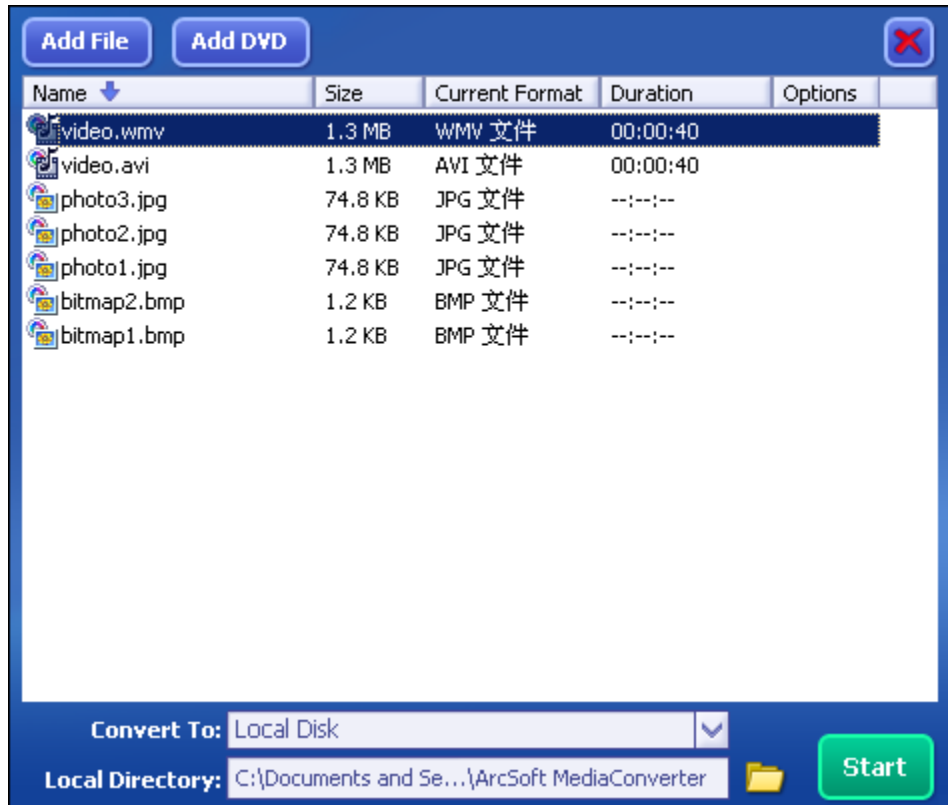 Add File Add DVD
Name Size Current Format Duration Options
video.wmv 1.3 MB WMV 文件 00:00:40
video.avi 1.3 MB AVI 文件 00:00:40
photo3.jpg 74.8 KB JPG 文件 --:--:--
photo2.jpg 74.8 KB JPG 文件 --:--:--
photo1.jpg 74.8 KB JPG 文件 --:--:--
bitmap2.bmp 1.2 KB BMP 文件 --:--:--
bitmap1.bmp 1.2 KB BMP 文件 --:--:--
Convert To: Local Disk
Local Directory: C:\Documents and Se...\ArcSoft MediaConverter
Start